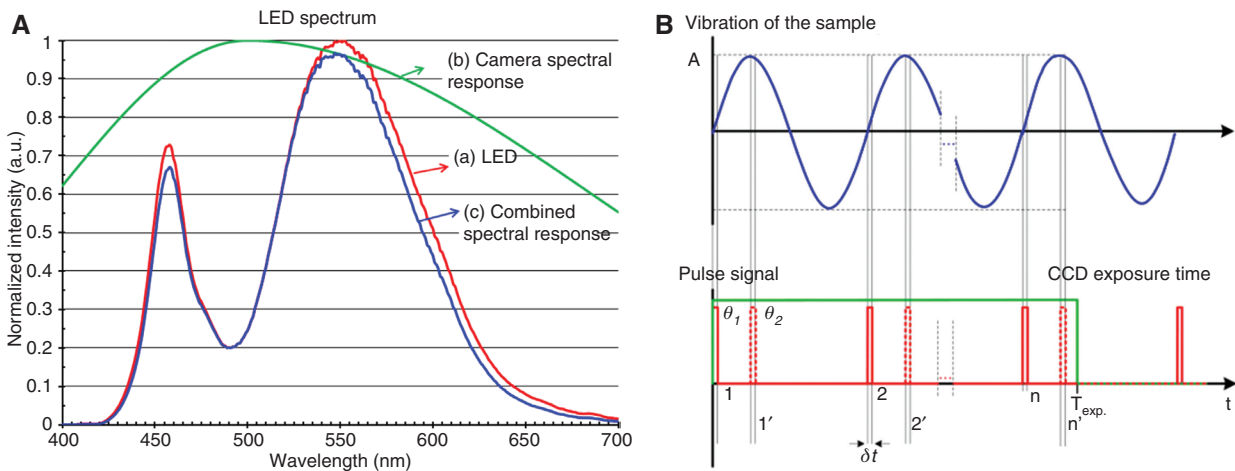 A
LED spectrum
Normalized intensity (a.u.)
1
0.9
0.8
0.7
0.6
0.5
0.4
0.3
0.2
0.1
0
400
450
500
550
600
650
700
Wavelength (nm)
(b) Camera spectral
response
(a) LED
(c) Combined
spectral response
B
Vibration of the sample
A
Pulse signal
CCD exposure time
θ1
θ2
1
2
n
Texp.
t
1′
2′
n′
δt